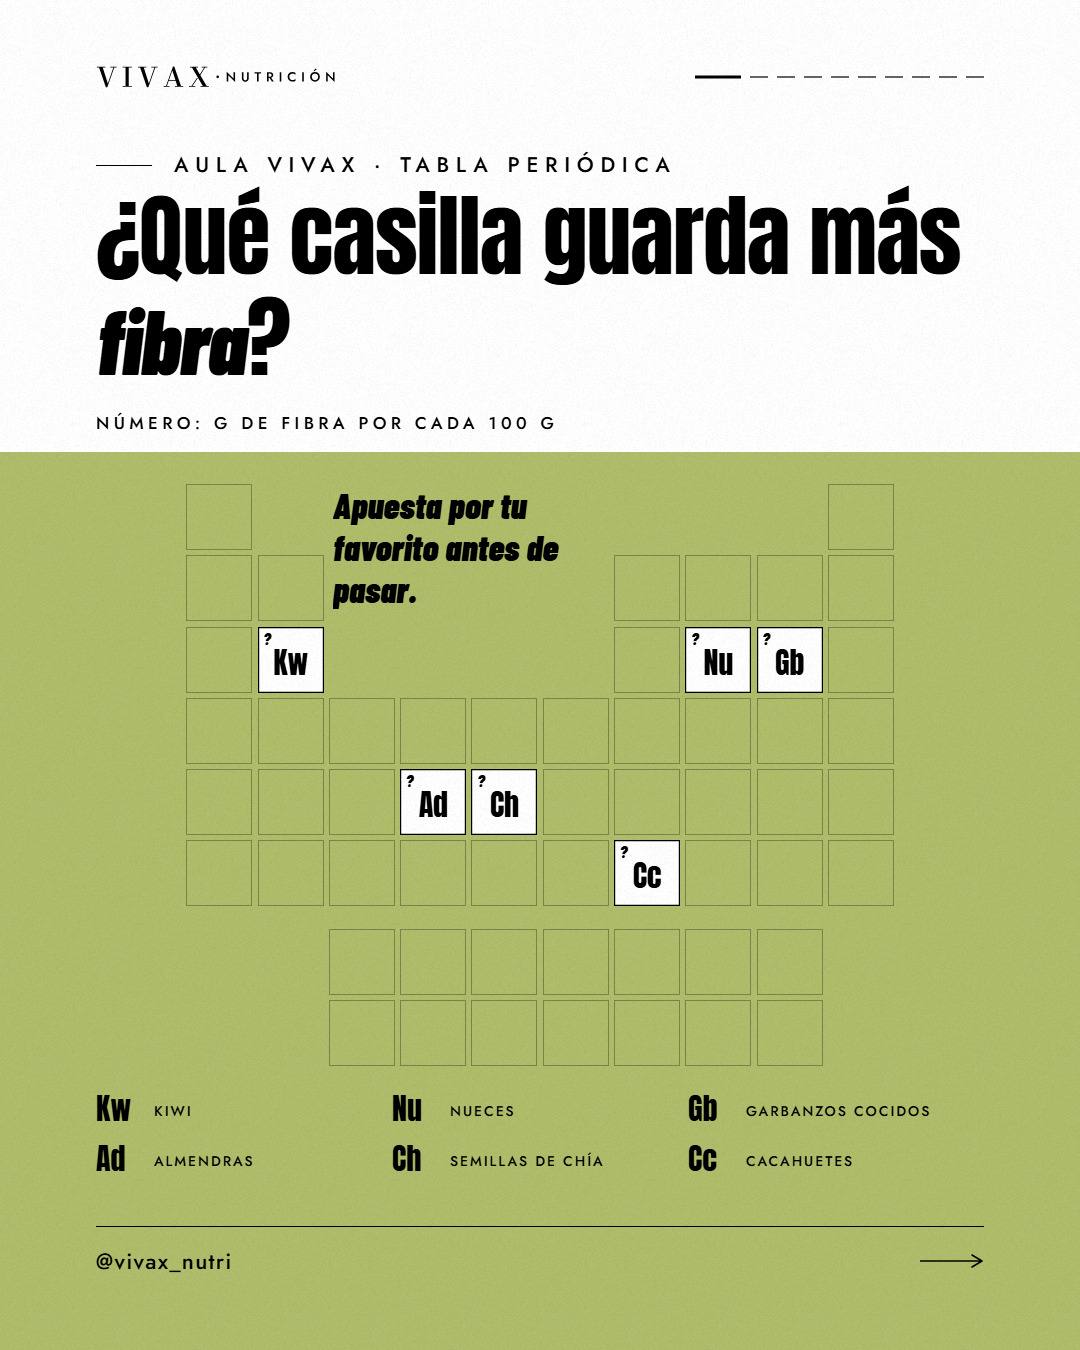 VIVAX·NUTRICIÓN
AULA VIVAX · TABLA PERIÓDICA
¿Qué casilla guarda más
fibra?
NÚMERO: G DE FIBRA POR CADA 100 G
Apuesta por tu
favorito antes de
pasar.
?
Kw
?
Nu
?
Gb
?
Ad
?
Ch
?
Cc
Kw KIWI
Nu NUECES
Gb GARBANZOS COCIDOS
Ad ALMENDRAS
Ch SEMILLAS DE CHÍA
Cc CACAHUETES
@vivax_nutri